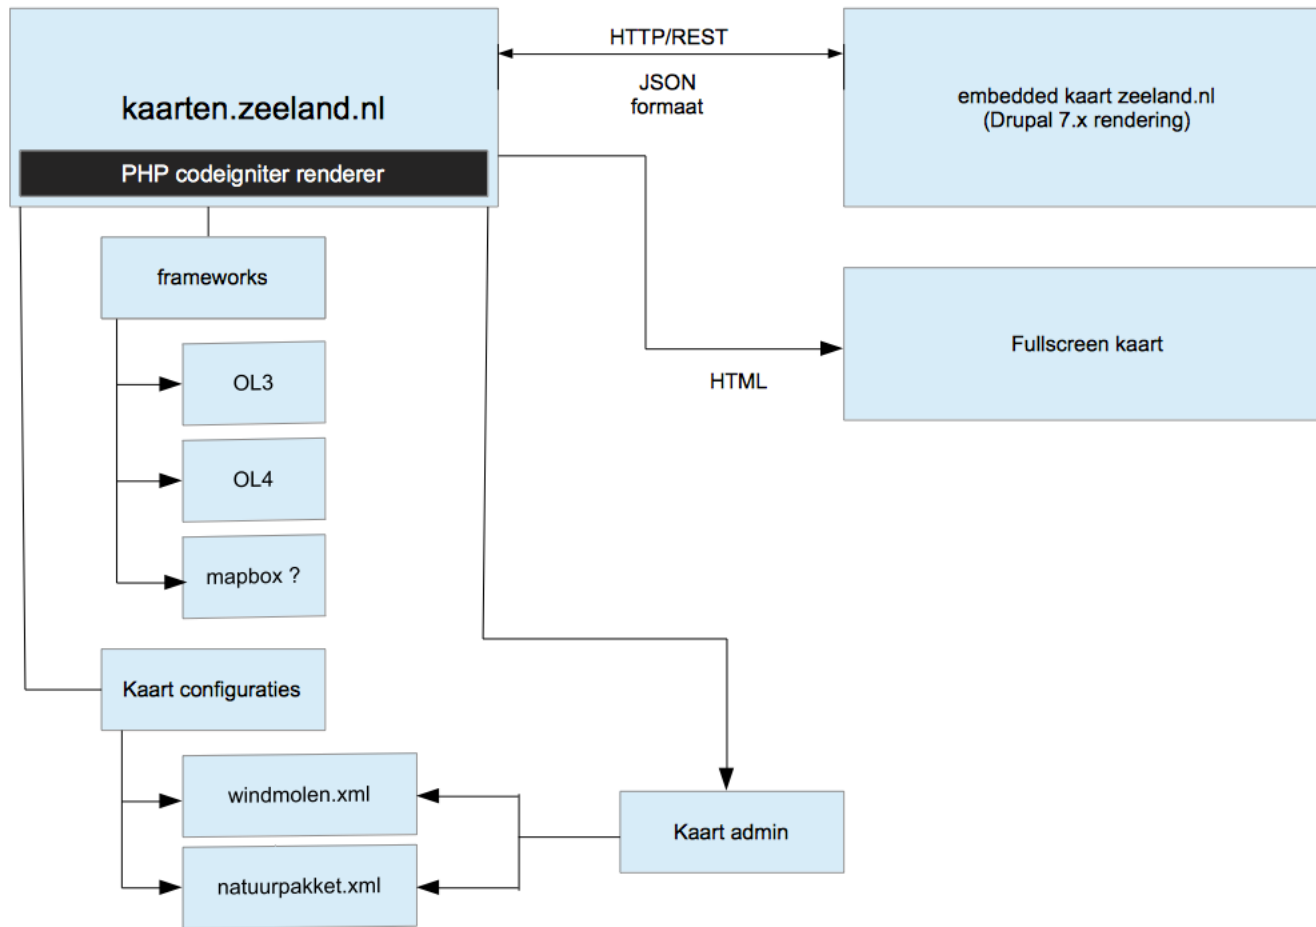 kaarten.zeeland.nl
PHP codeigniter renderer
HTTP/REST
JSON
formaat
embedded kaart zeeland.nl
(Drupal 7.x rendering)
frameworks
OL3
OL4
mapbox ?
Fullscreen kaart
HTML
Kaart configuraties
windmolen.xml
natuurpakket.xml
Kaart admin